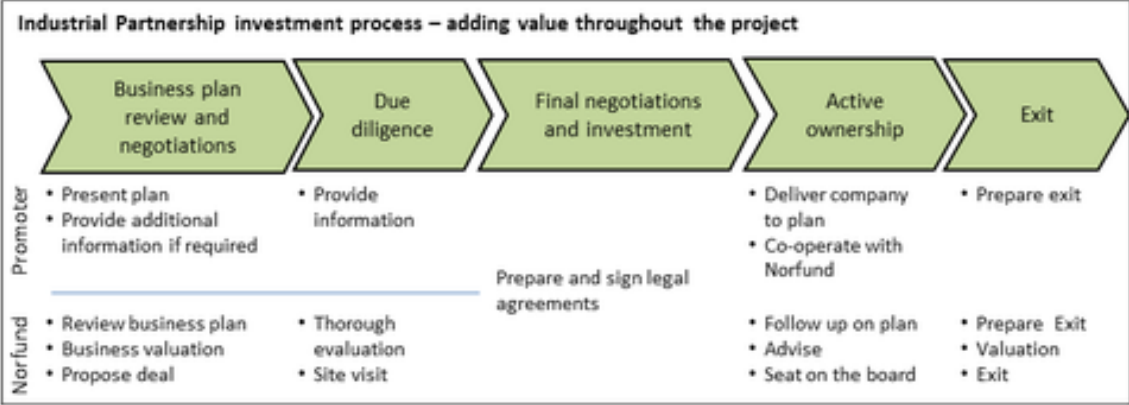 Industrial Partnership investment process – adding value throughout the project
Business plan
review and
negotiations
Due
diligence
Final negotiations
and investment
Active
ownership
Exit
Promoter
• Present plan
• Provide additional
information if required
• Provide
information
• Deliver company
to plan
• Co-operate with
Norfund
• Prepare exit
Prepare and sign legal
agreements
Norfund
• Review business plan
• Business valuation
• Propose deal
• Thorough
evaluation
• Site visit
• Follow up on plan
• Advise
• Seat on the board
• Prepare Exit
• Valuation
• Exit